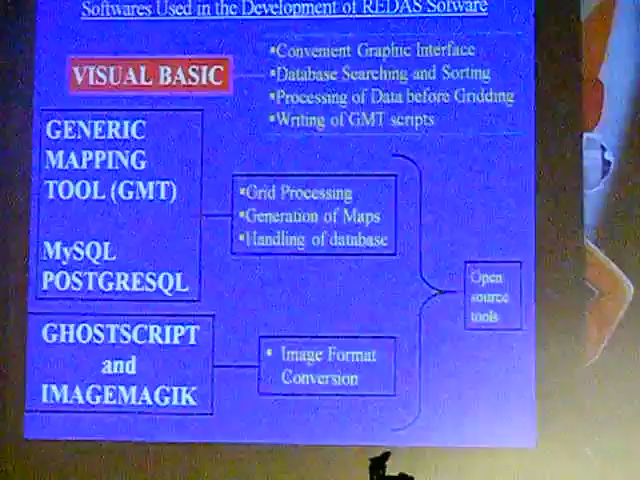 Softwares Used in the Development of REDAS Sofware
VISUAL BASIC
▪Convenient Graphic Interface
▪Database Searching and Sorting
▪Processing of Data before Gridding
▪Writing of GMT scripts
GENERIC
MAPPING
TOOL (GMT)
MySQL
POSTGRESQL
▪Grid Processing
▪Generation of Maps
▪Handling of database
Open
source
tools
GHOSTSCRIPT
and
IMAGEMAGIK
▪ Image Format
Conversion